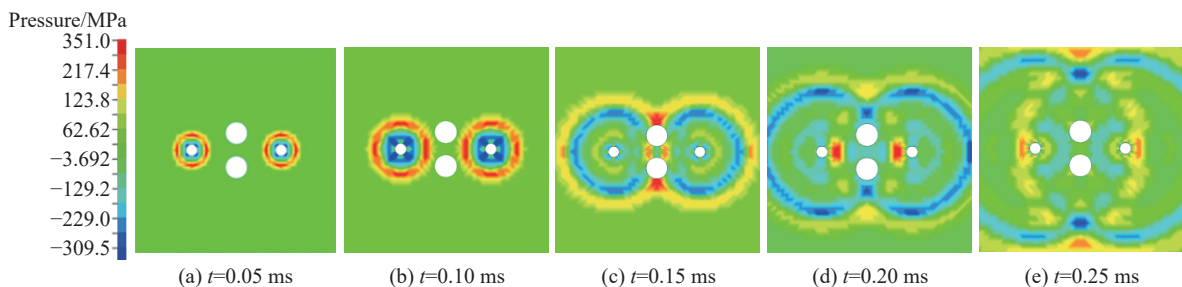 Pressure/MPa
351.0
217.4
123.8
62.62
−3.692
−129.2
−229.0
−309.5
(a) t=0.05 ms
(b) t=0.10 ms
(c) t=0.15 ms
(d) t=0.20 ms
(e) t=0.25 ms